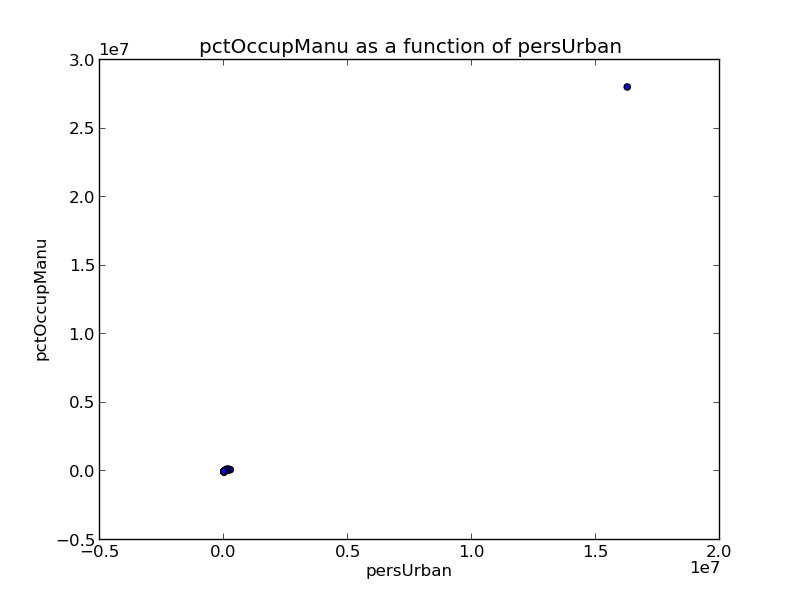 pctOccupManu as a function of persUrban
1e7
3.0
2.5
2.0
1.5
1.0
0.5
0.0
−0.5
pctOccupManu
−0.5 0.0 0.5 1.0 1.5 2.0
1e7
persUrban